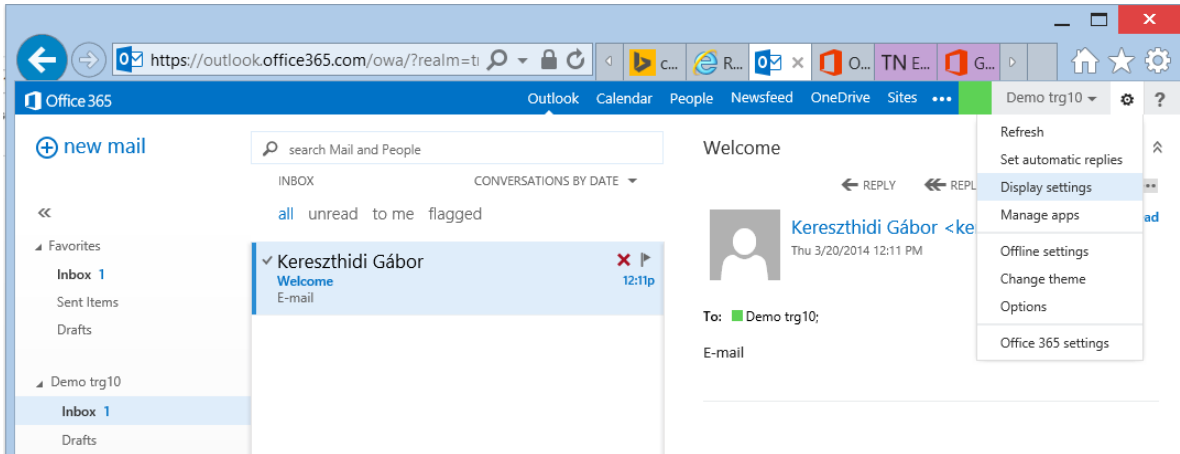 https://outlook.office365.com/owa/?realm=t
c... R... O... TN E... G...
Office 365
Outlook Calendar People Newsfeed OneDrive Sites ••• Demo trg10 ?
new mail
search Mail and People
INBOX CONVERSATIONS BY DATE
all unread to me flagged
Favorites
Inbox 1
Sent Items
Drafts
Demo trg10
Inbox 1
Drafts
Kereszthidi Gábor
Welcome 12:11p
E-mail
Welcome
REPLY REPL
Kereszthidi Gábor <ke
Thu 3/20/2014 12:11 PM
To: Demo trg10;
E-mail
ad
Refresh
Set automatic replies
Display settings
Manage apps
Offline settings
Change theme
Options
Office 365 settings